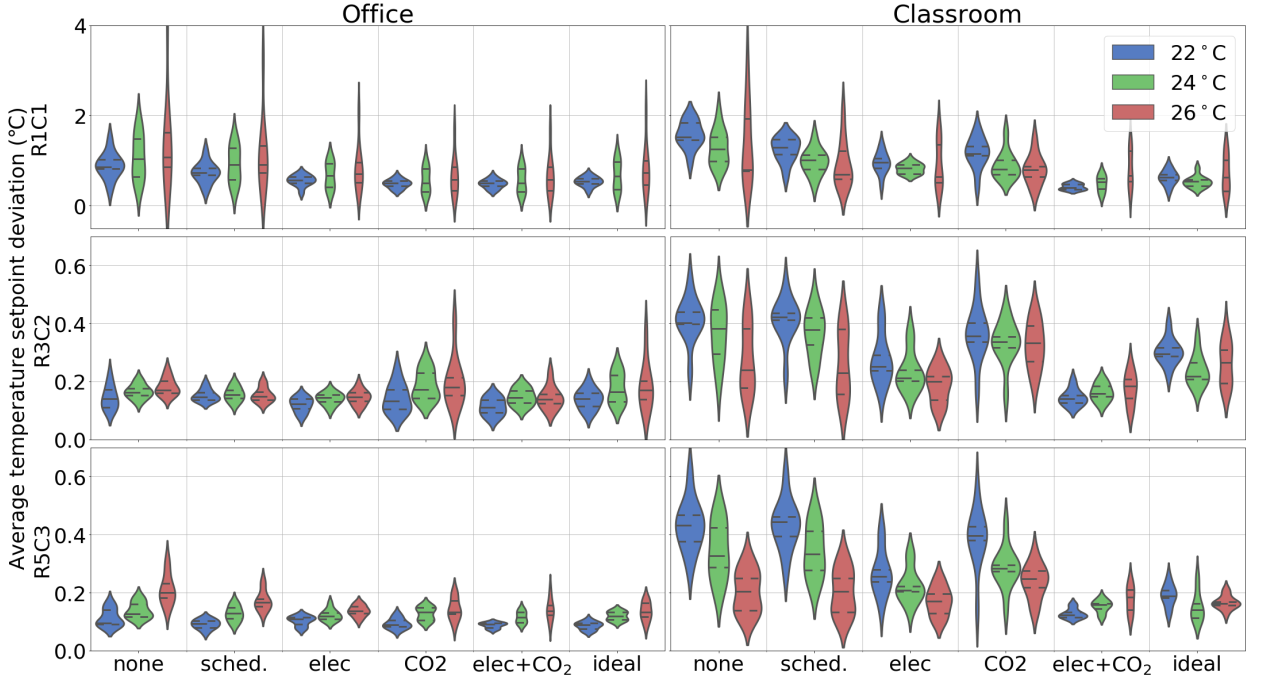 Office Classroom
Average temperature setpoint deviation (°C)
R1C1
4
2
0
22 °C
24 °C
26 °C
R3C2
0.6
0.4
0.2
0.0
R5C3
0.6
0.4
0.2
0.0
none sched. elec CO2 elec+CO₂ ideal none sched. elec CO2 elec+CO₂ ideal